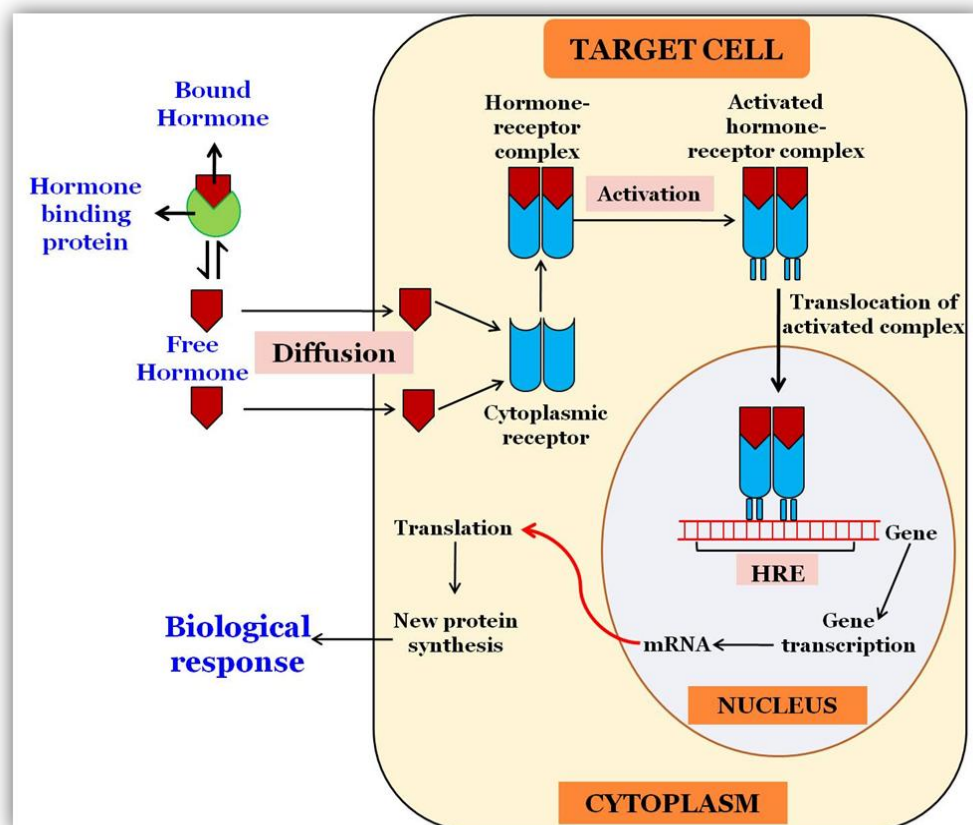 TARGET CELL
Bound
Hormone
Hormone
binding
protein
Free
Hormone
Diffusion
Hormone-
receptor
complex
Activation
Activated
hormone-
receptor complex
Cytoplasmic
receptor
Translocation of
activated complex
HRE
Gene
Gene
transcription
mRNA
NUCLEUS
Translation
New protein
synthesis
Biological
response
CYTOPLASM